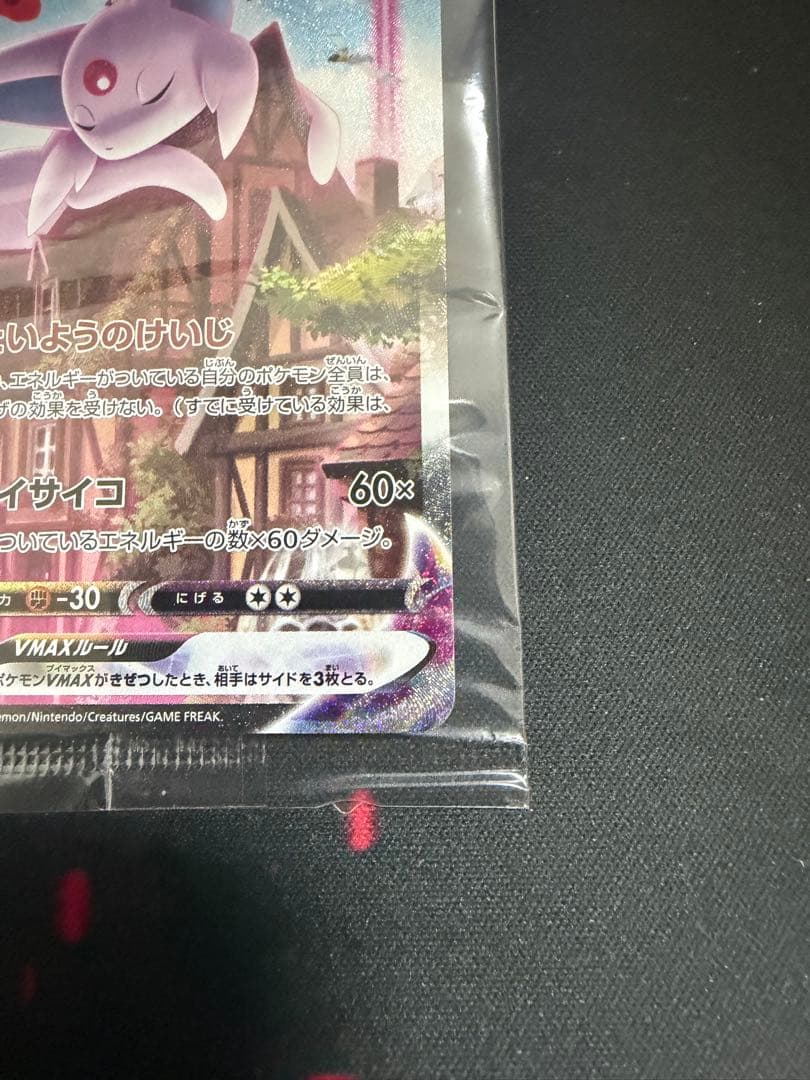 いようのけいじ
、エネルギーがついている自分のポケモン全員は、
の効果を受けない。(すでに受けている効果は、
イサイコ 60×
ついているエネルギーの数×60ダメージ。
カ -30 にげる
VMAXルール
ポケモンVMAXがきぜつしたとき、相手はサイドを3枚とる。
emon/Nintendo/Creatures/GAME FREAK.